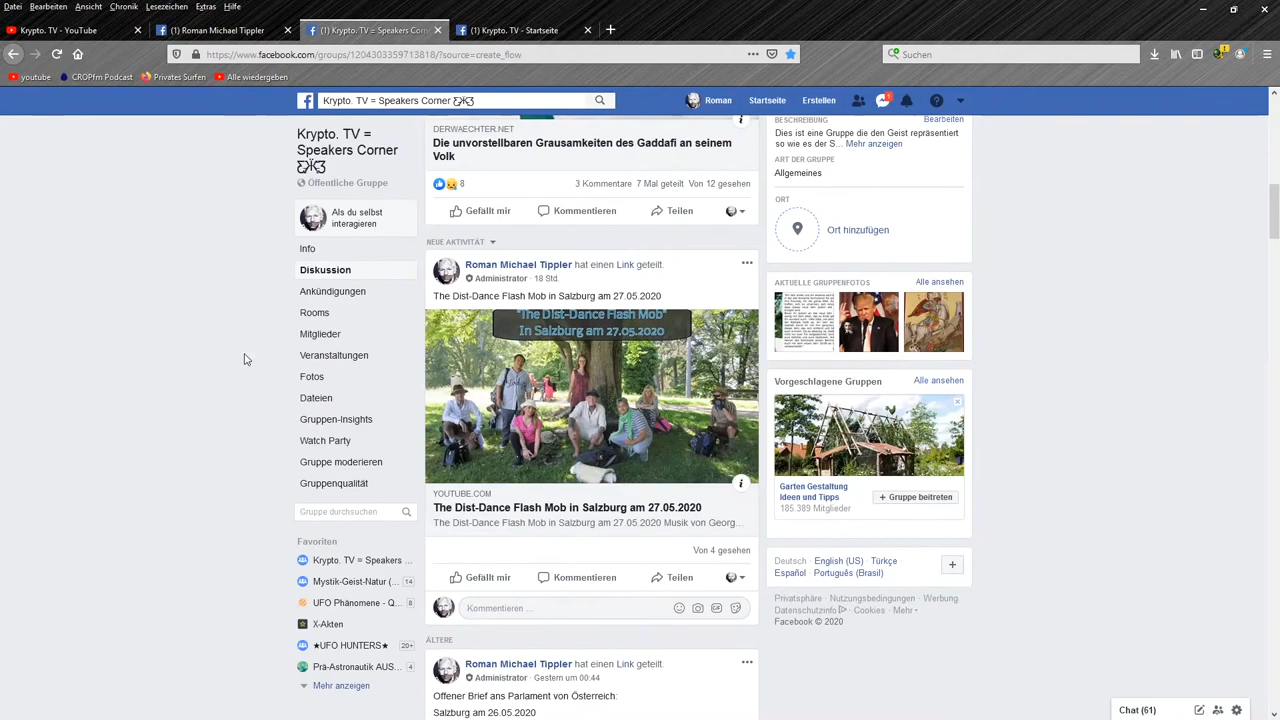 Datei Bearbeiten Ansicht Chronik Lesezeichen Extras Hilfe
Krypto. TV - YouTube
(1) Roman Michael Tippler
(1) Krypto. TV = Speakers Corn
(1) Krypto. TV - Startseite
https://www.facebook.com/groups/1204303359713818/?source=create_flow
Suchen
youtube CROPfm Podcast Privates Surfen Alle wiedergeben
Krypto. TV = Speakers Corner Ƹ̵̡Ӝ̵̨̄Ʒ
Roman Startseite Erstellen
1
Krypto. TV =
Speakers Corner
Ƹ̵̡Ӝ̵̨̄Ʒ
Öffentliche Gruppe
Als du selbst
interagieren
Info
Diskussion
Ankündigungen
Rooms
Mitglieder
Veranstaltungen
Fotos
Dateien
Gruppen-Insights
Watch Party
Gruppe moderieren
Gruppenqualität
Gruppe durchsuchen
Favoriten
Krypto. TV = Speakers ...
Mystik-Geist-Natur (... 14
UFO Phänomene - Q... 8
X-Akten
★UFO HUNTERS★ 20+
Prä-Astronautik AUS... 4
Mehr anzeigen
DERWAECHTER.NET
Die unvorstellbaren Grausamkeiten des Gaddafi an seinem
Volk
8
3 Kommentare 7 Mal geteilt Von 12 gesehen
Gefällt mir Kommentieren Teilen
NEUE AKTIVITÄT
Roman Michael Tippler hat einen Link geteilt.
Administrator · 18 Std.
The Dist-Dance Flash Mob in Salzburg am 27.05.2020
"The Dist-Dance Flash Mob"
In Salzburg am 27.05.2020
YOUTUBE.COM
The Dist-Dance Flash Mob in Salzburg am 27.05.2020
The Dist-Dance Flash Mob in Salzburg am 27.05.2020 Musik von Georg...
Von 4 gesehen
Gefällt mir Kommentieren Teilen
Kommentieren ...
ÄLTERE
Roman Michael Tippler hat einen Link geteilt.
Administrator · Gestern um 00:44
Offener Brief ans Parlament von Österreich:
Salzburg am 26.05.2020
BESCHREIBUNG Bearbeiten
Dies ist eine Gruppe die den Geist repräsentiert
so wie es der S... Mehr anzeigen
ART DER GRUPPE
Allgemeines
ORT
Ort hinzufügen
AKTUELLE GRUPPENFOTOS Alle ansehen
Vorgeschlagene Gruppen Alle ansehen
Garten Gestaltung
Ideen und Tipps
185.389 Mitglieder
+ Gruppe beitreten
Deutsch · English (US) · Türkçe
Español · Português (Brasil)
Privatsphäre · Nutzungsbedingungen · Werbung
Datenschutzinfo · Cookies · Mehr
Facebook © 2020
Chat (61)